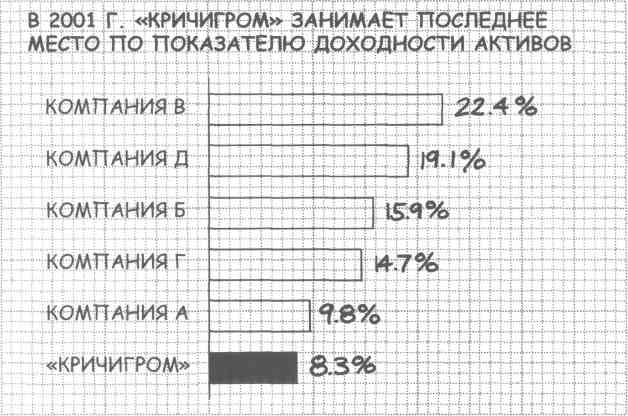 В 2001 Г. «КРИЧИГРОМ» ЗАНИМАЕТ ПОСЛЕДНЕЕ
МЕСТО ПО ПОКАЗАТЕЛЮ ДОХОДНОСТИ АКТИВОВ
КОМПАНИЯ В 22.4%
КОМПАНИЯ Д 19.1%
КОМПАНИЯ Б 15.9%
КОМПАНИЯ Г 14.7%
КОМПАНИЯ А 9.8%
«КРИЧИГРОМ» 8.3%